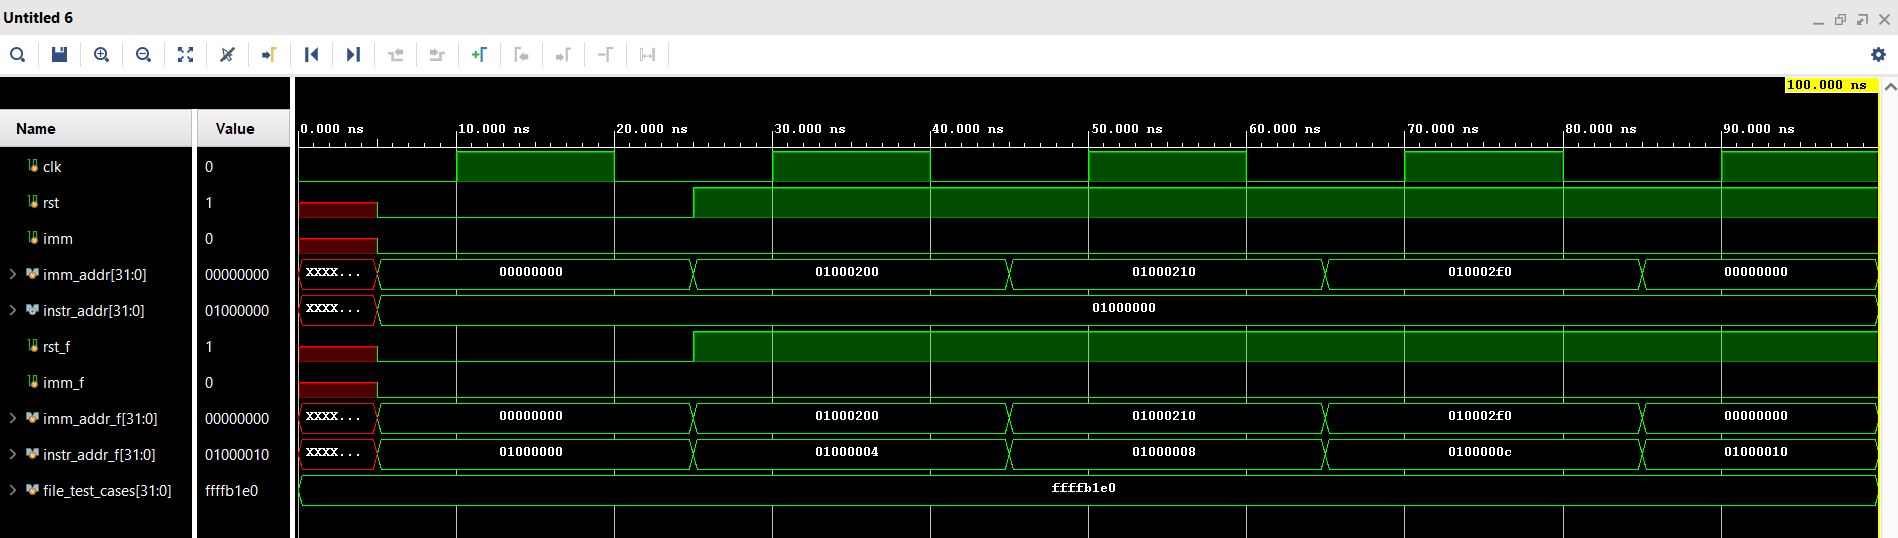 Untitled 6
100.000 ns
Name Value
0.000 ns 10.000 ns 20.000 ns 30.000 ns 40.000 ns 50.000 ns 60.000 ns 70.000 ns 80.000 ns 90.000 ns
clk 0
rst 1
imm 0
imm_addr[31:0] 00000000 XXXX... 00000000 01000200 01000210 010002f0 00000000
instr_addr[31:0] 01000000 XXXX... 01000000
rst_f 1
imm_f 0
imm_addr_f[31:0] 00000000 XXXX... 00000000 01000200 01000210 010002f0 00000000
instr_addr_f[31:0] 01000010 XXXX... 01000000 01000004 01000008 0100000c 01000010
file_test_cases[31:0] ffffb1e0 ffffb1e0